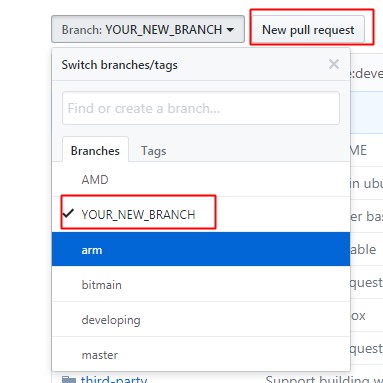 Branch: YOUR_NEW_BRANCH
New pull request
Switch branches/tags
Find or create a branch...
e:deve
Branches
Tags
ME
AMD
in ubu
YOUR_NEW_BRANCH
er bas
arm
able
bitmain
quest
developing
ox
master
equest
third-party
Support building w